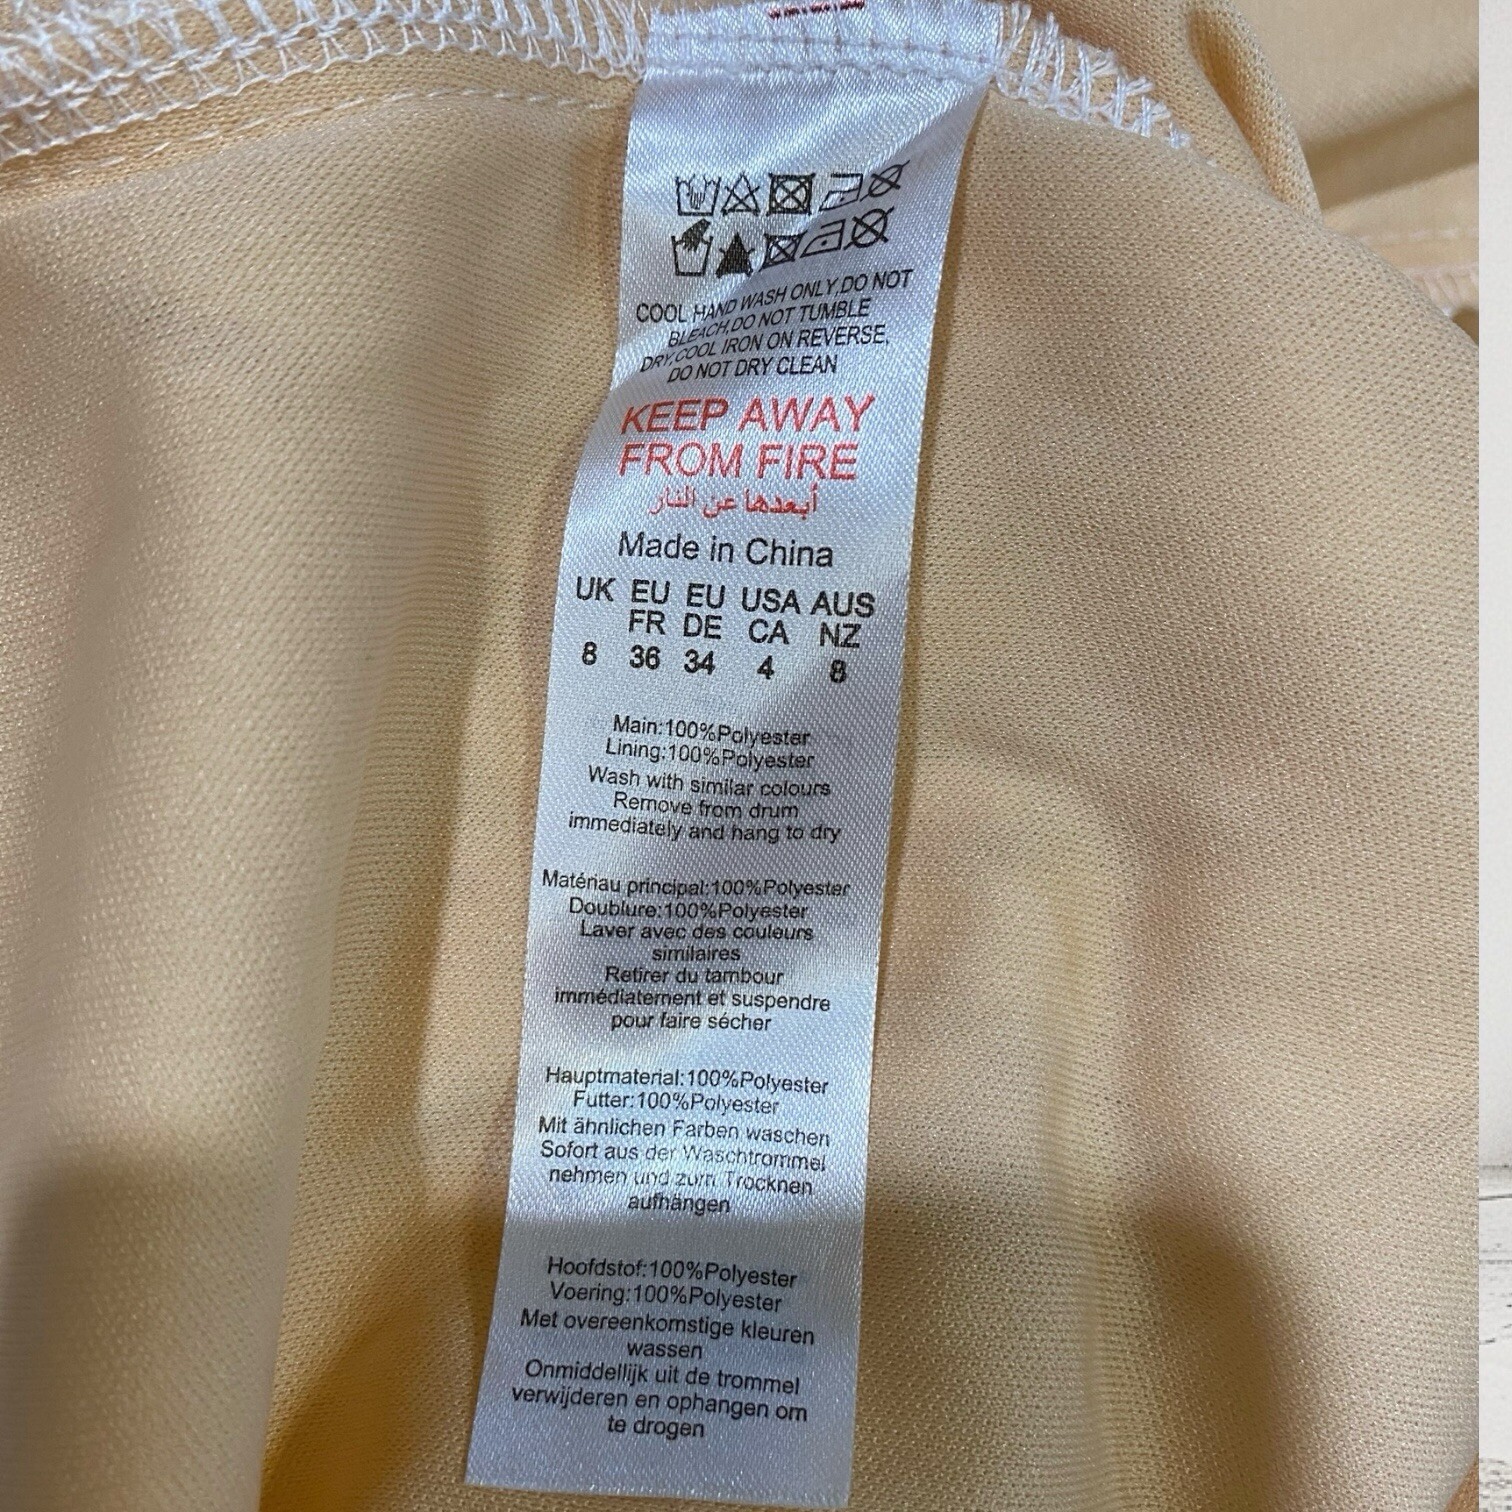 COOL HAND WASH ONLY,DO NOT
BLEACH,DO NOT TUMBLE
DRY,COOL IRON ON REVERSE,
DO NOT DRY CLEAN
KEEP AWAY
FROM FIRE
أبعدها عن النار
Made in China
UK EU EU USA AUS
FR DE CA NZ
8 36 34 4 8
Main:100%Polyester
Lining:100%Polyester
Wash with similar colours
Remove from drum
immediately and hang to dry
Matériau principal:100%Polyester
Doublure:100%Polyester
Laver avec des couleurs
similaires
Retirer du tambour
immédiatement et suspendre
pour faire sécher
Hauptmaterial:100%Polyester
Futter:100%Polyester
Mit ähnlichen Farben waschen
Sofort aus der Waschtrommel
nehmen und zum Trocknen
aufhängen
Hoofdstof:100%Polyester
Voering:100%Polyester
Met overeenkomstige kleuren
wassen
Onmiddellijk uit de trommel
verwijderen en ophangen om
te drogen